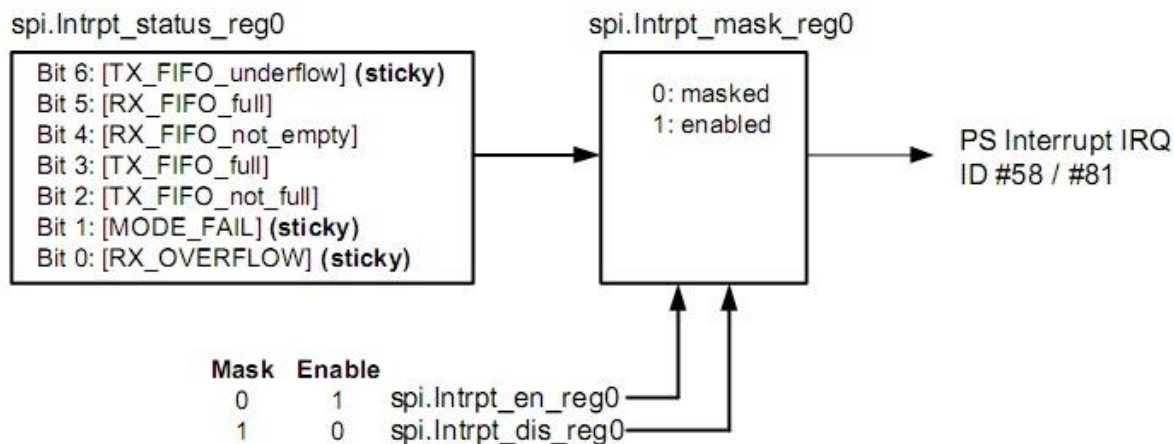 spi.Intrpt_status_reg0
Bit 6: [TX_FIFO_underflow] (sticky)
Bit 5: [RX_FIFO_full]
Bit 4: [RX_FIFO_not_empty]
Bit 3: [TX_FIFO_full]
Bit 2: [TX_FIFO_not_full]
Bit 1: [MODE_FAIL] (sticky)
Bit 0: [RX_OVERFLOW] (sticky)
spi.Intrpt_mask_reg0
0: masked
1: enabled
PS Interrupt IRQ
ID #58 / #81
Mask Enable
0 1 spi.Intrpt_en_reg0
1 0 spi.Intrpt_dis_reg0